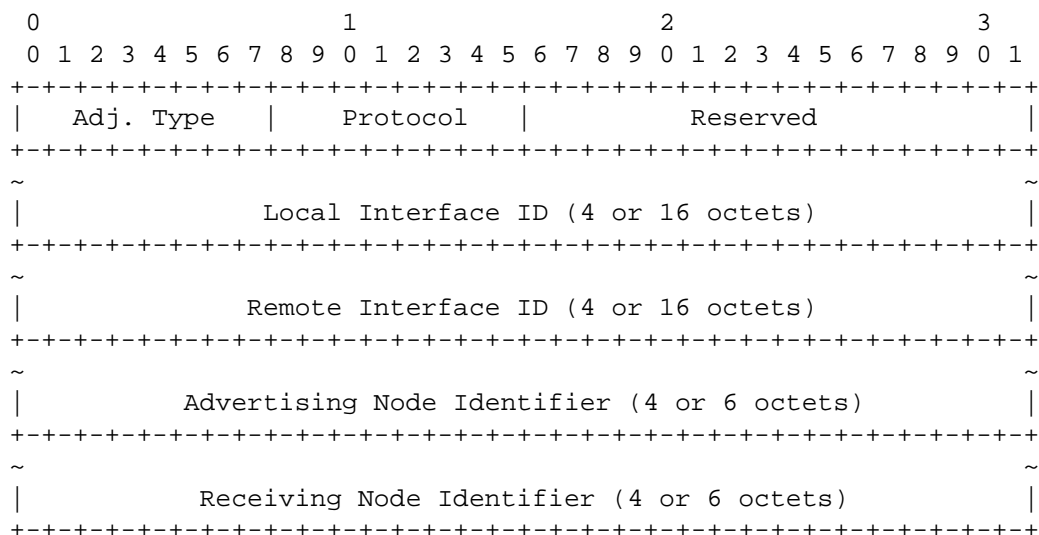 0                   1                   2                   3
 0 1 2 3 4 5 6 7 8 9 0 1 2 3 4 5 6 7 8 9 0 1 2 3 4 5 6 7 8 9 0 1
+-+-+-+-+-+-+-+-+-+-+-+-+-+-+-+-+-+-+-+-+-+-+-+-+-+-+-+-+-+-+-+-+
|   Adj. Type   |    Protocol   |          Reserved             |
+-+-+-+-+-+-+-+-+-+-+-+-+-+-+-+-+-+-+-+-+-+-+-+-+-+-+-+-+-+-+-+-+
~                                                               ~
|               Local Interface ID (4 or 16 octets)             |
+-+-+-+-+-+-+-+-+-+-+-+-+-+-+-+-+-+-+-+-+-+-+-+-+-+-+-+-+-+-+-+-+
~                                                               ~
|              Remote Interface ID (4 or 16 octets)             |
+-+-+-+-+-+-+-+-+-+-+-+-+-+-+-+-+-+-+-+-+-+-+-+-+-+-+-+-+-+-+-+-+
~                                                               ~
|          Advertising Node Identifier (4 or 6 octets)          |
+-+-+-+-+-+-+-+-+-+-+-+-+-+-+-+-+-+-+-+-+-+-+-+-+-+-+-+-+-+-+-+-+
~                                                               ~
|           Receiving Node Identifier (4 or 6 octets)           |
+-+-+-+-+-+-+-+-+-+-+-+-+-+-+-+-+-+-+-+-+-+-+-+-+-+-+-+-+-+-+-+-+